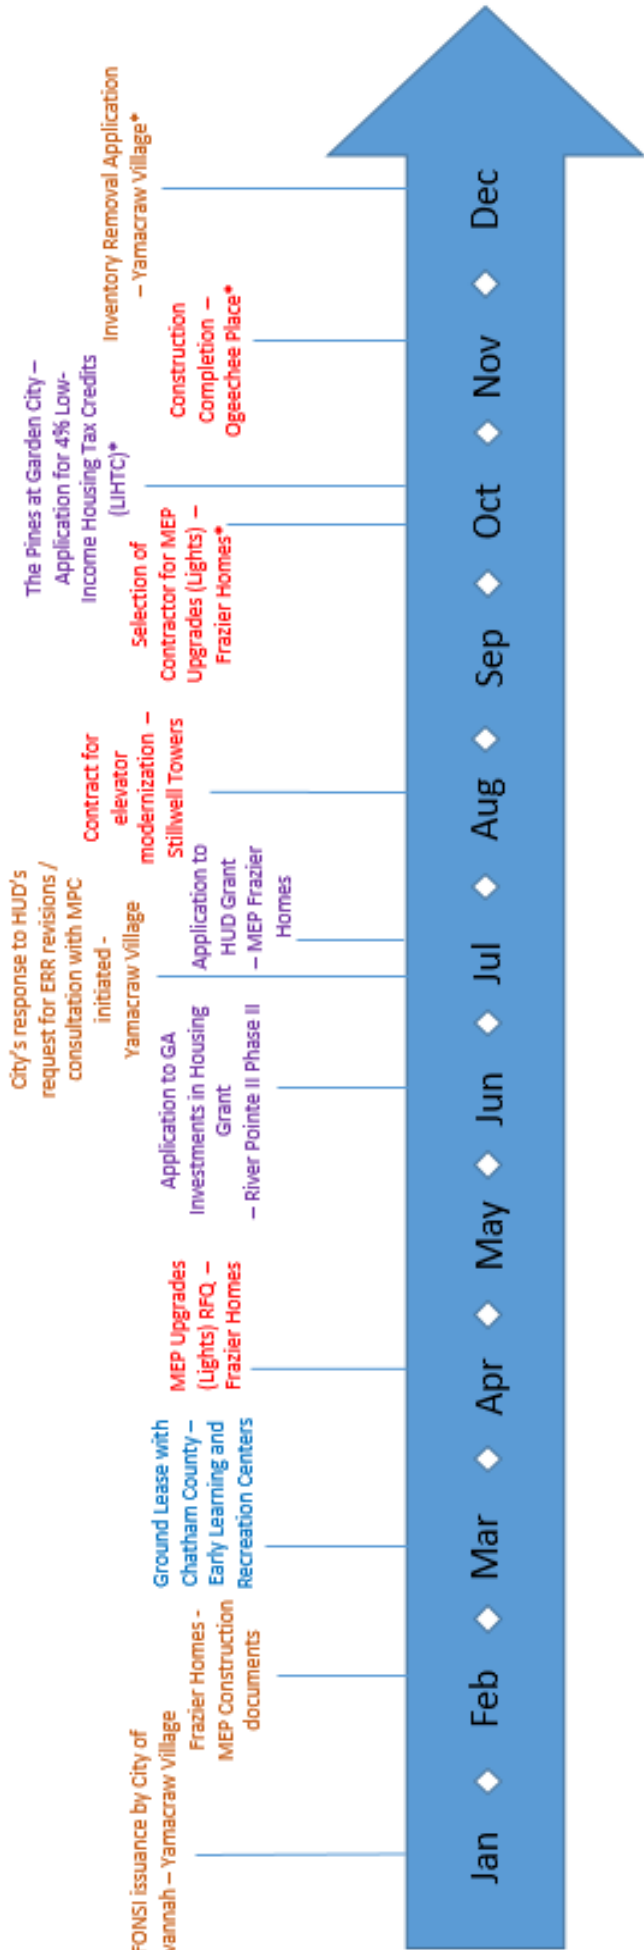 FONSI issuance by City of
– Yamacraw Village
Frazier Homes -
MEP Construction
documents
Ground Lease with
Chatham County –
Early Learning and
Recreation Centers
MEP Upgrades
(Lights) RFQ –
Frazier Homes
Application to GA
Investments in Housing
Grant
– River Pointe II Phase II
City's response to HUD's
request for ERR revisions /
consultation with MPC
initiated -
Yamacraw Village
Application to
HUD Grant
– MEP Frazier
Homes
Contract for
elevator
modernization –
Stillwell Towers
Selection of
Contractor for MEP
Upgrades (Lights) –
Frazier Homes*
The Pines at Garden City –
Application for 4% Low-
Income Housing Tax Credits
(LIHTC)*
Construction
Completion –
Ogeechee Place*
Inventory Removal Application
– Yamacraw Village*
Jan
Feb
Mar
Apr
May
Jun
Jul
Aug
Sep
Oct
Nov
Dec